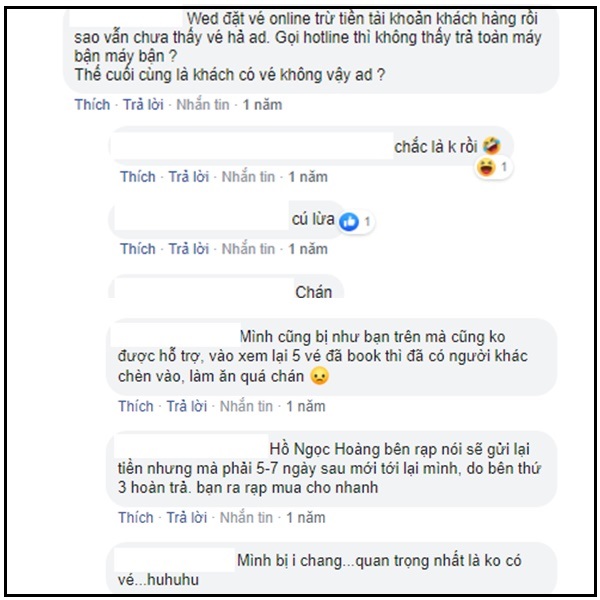 Wed đặt vé online trừ tiền tài khoản khách hàng rồi
sao vẫn chưa thấy vé hả ad. Gọi hotline thì không thấy trả toàn máy
bận máy bận ?
Thế cuối cùng là khách có vé không vậy ad ?
Thích · Trả lời · Nhắn tin · 1 năm
chắc là k rồi 🤣
😆 1
Thích · Trả lời · Nhắn tin · 1 năm
cú lừa 👍 1
Thích · Trả lời · Nhắn tin · 1 năm
Chán
Mình cũng bị như bạn trên mà cũng ko
được hỗ trợ, vào xem lại 5 vé đã book thì đã có người khác
chèn vào, làm ăn quá chán 😞
Thích · Trả lời · Nhắn tin · 1 năm
Hồ Ngọc Hoàng bên rạp nói sẽ gửi lại
tiền nhưng mà phải 5-7 ngày sau mới tới lại mình, do bên thứ
3 hoàn trả. bạn ra rạp mua cho nhanh
Thích · Trả lời · Nhắn tin · 1 năm
Mình bị i chang...quan trọng nhất là ko có
vé...huhuhu